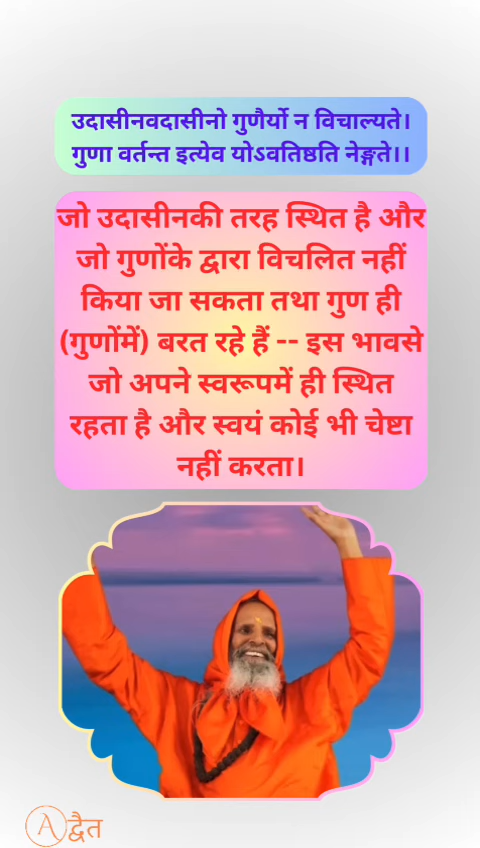 उदासीनवदासीनो गुणैर्यो न विचाल्यते।
गुणा वर्तन्त इत्येव योऽवतिष्ठति नेङ्गते।।
जो उदासीनकी तरह स्थित है और
जो गुणोंके द्वारा विचलित नहीं
किया जा सकता तथा गुण ही
(गुणोंमें) बरत रहे हैं -- इस भावसे
जो अपने स्वरूपमें ही स्थित
रहता है और स्वयं कोई भी चेष्टा
नहीं करता।
Aद्वैत